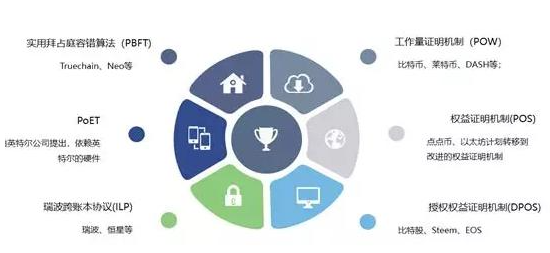 实用拜占庭容错算法（PBFT）
Truechain、Neo等
PoET
英特尔公司提出，依赖英
特尔的硬件
瑞波跨账本协议(ILP)
瑞波、恒星等
工作量证明机制（POW）
比特币、莱特币、DASH等；
权益证明机制(POS)
点点币、以太坊计划转移到
改进的权益证明机制
授权权益证明机制(DPOS)
比特股、Steem、EOS